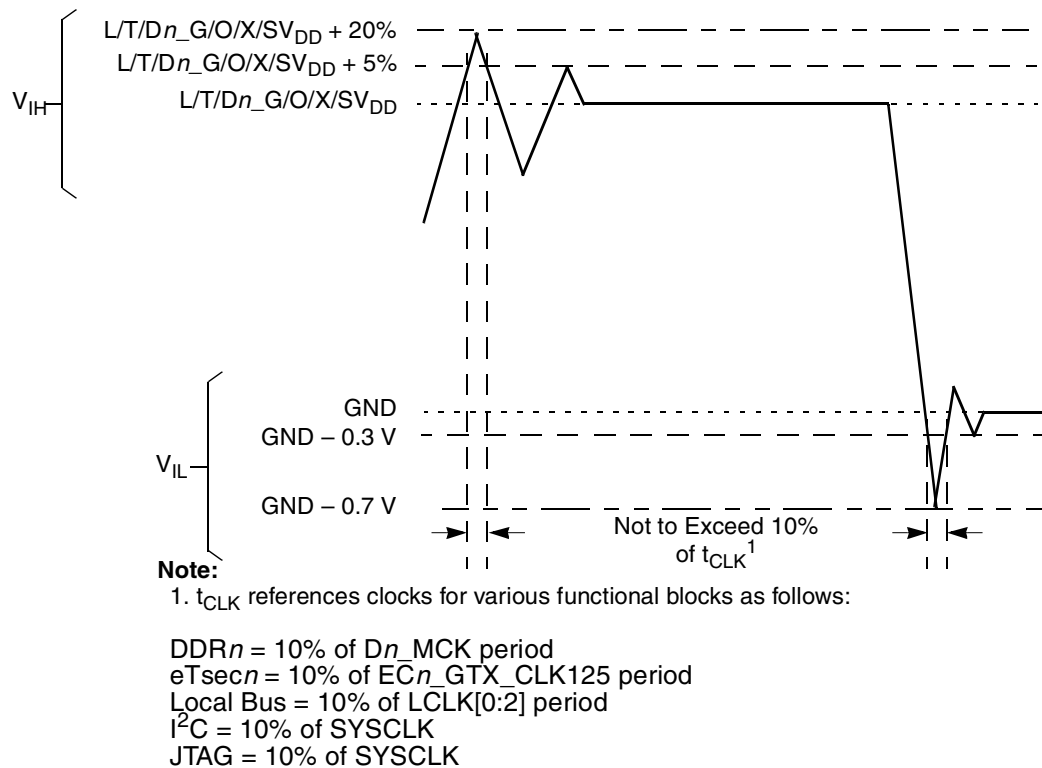 L/T/Dn_G/O/X/SVDD + 20%
L/T/Dn_G/O/X/SVDD + 5%
L/T/Dn_G/O/X/SVDD
VIH
GND
GND – 0.3 V
VIL
GND – 0.7 V
Not to Exceed 10%
of tCLK1
Note:
1. tCLK references clocks for various functional blocks as follows:
DDRn = 10% of Dn_MCK period
eTsecn = 10% of ECn_GTX_CLK125 period
Local Bus = 10% of LCLK[0:2] period
I2C = 10% of SYSCLK
JTAG = 10% of SYSCLK